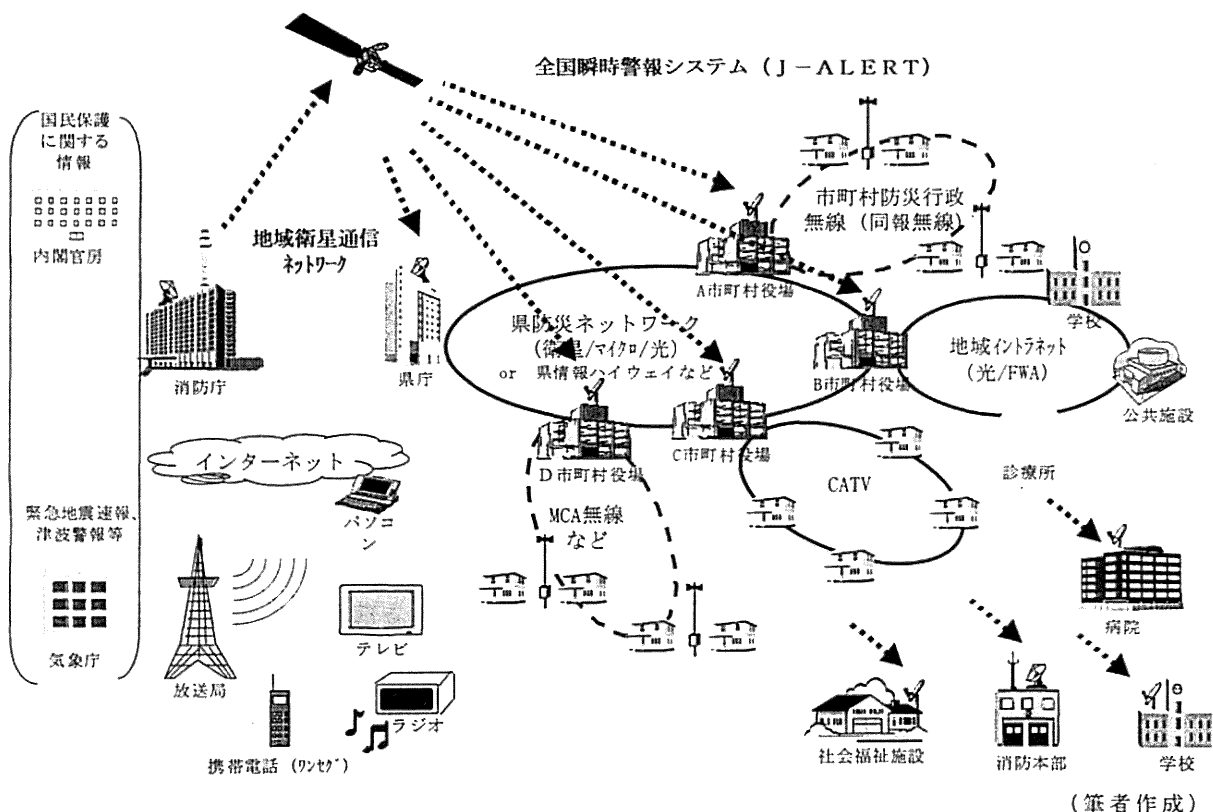 全国瞬時警報システム（J－ALERT）
国民保護
に関する
情報
内閣官房
地域衛星通信
ネットワーク
消防庁
県庁
市町村防災行政
無線（同報無線）
A市町村役場
学校
県防災ネットワーク
（衛星/マイクロ/光）
or 県情報ハイウェイなど
B市町村役場
地域イントラネット
（光/FWA）
公共施設
D市町村役場
C市町村役場
インターネット
パソコ
ン
CATV
診療所
MCA無線
など
緊急地震速報、
津波警報等
気象庁
放送局
テレビ
ラジオ
携帯電話（ワンセグ）
病院
社会福祉施設
消防本部
学校
（筆者作成）